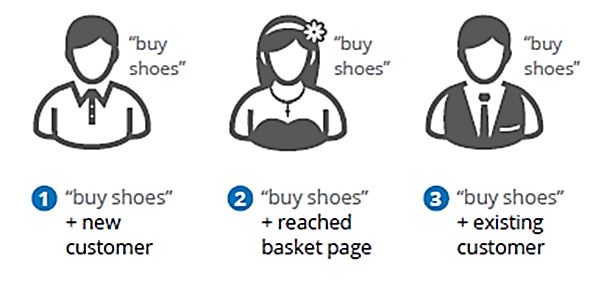 “buy
shoes”
“buy
shoes”
“buy
shoes”
1 “buy shoes”
+ new
customer
2 “buy shoes”
+ reached
basket page
3 “buy shoes”
+ existing
customer